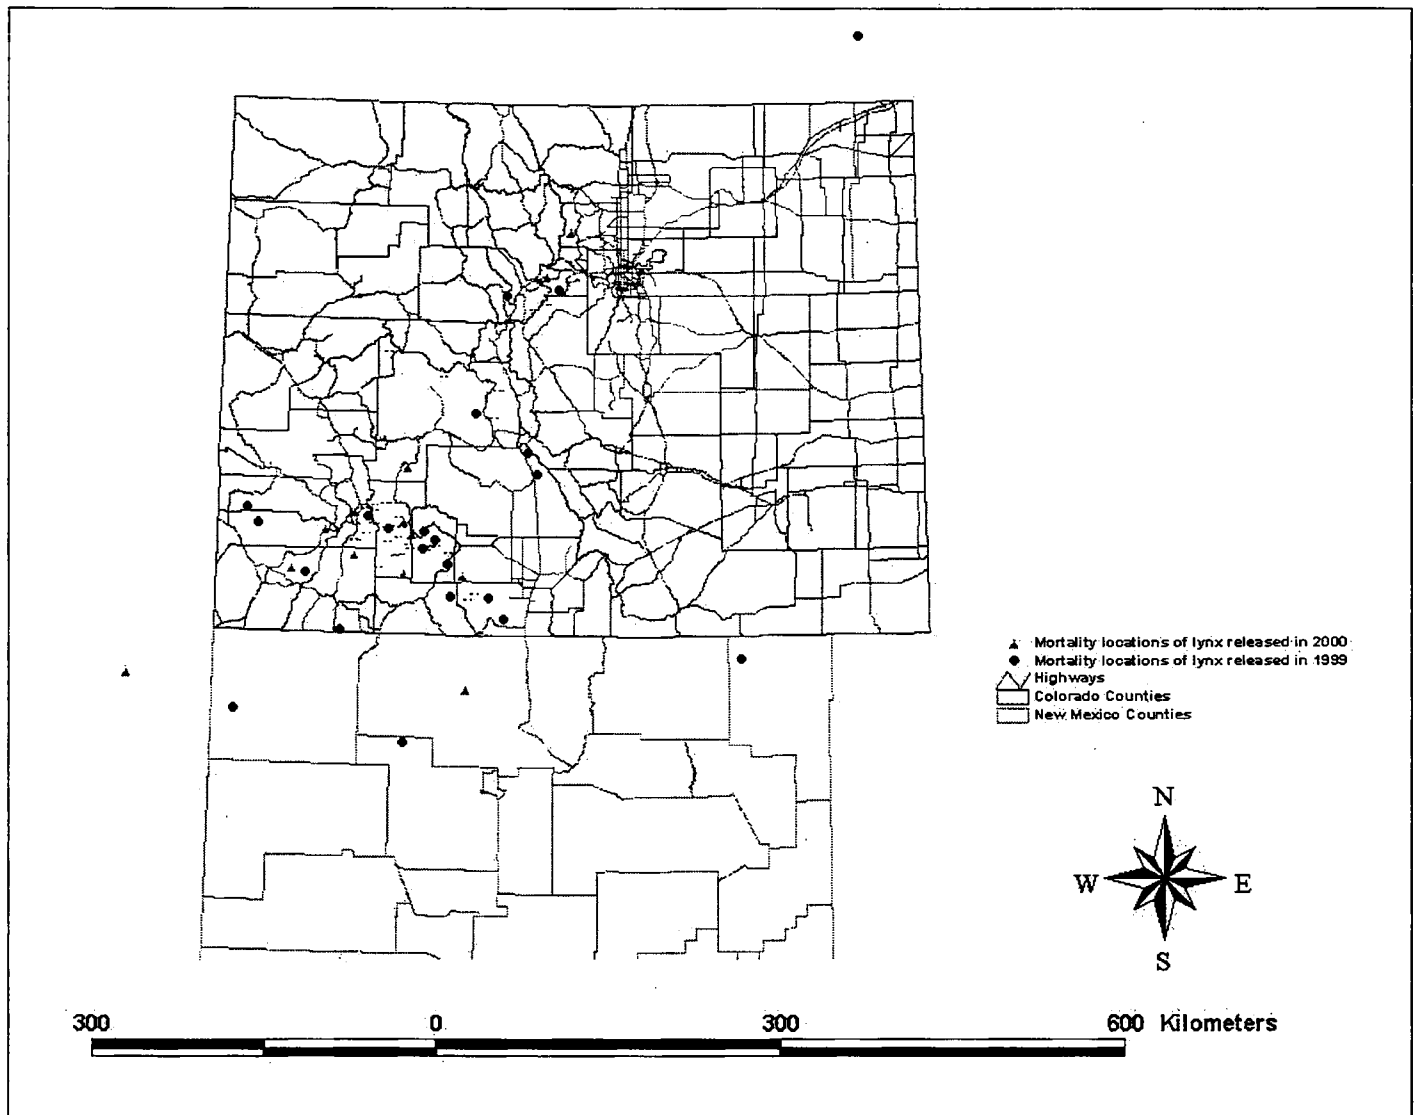 Mortality locations of lynx released in 2000
Mortality locations of lynx released in 1999
Highways
Colorado Counties
New Mexico Counties
N
W E
S
300 0 300 600 Kilometers